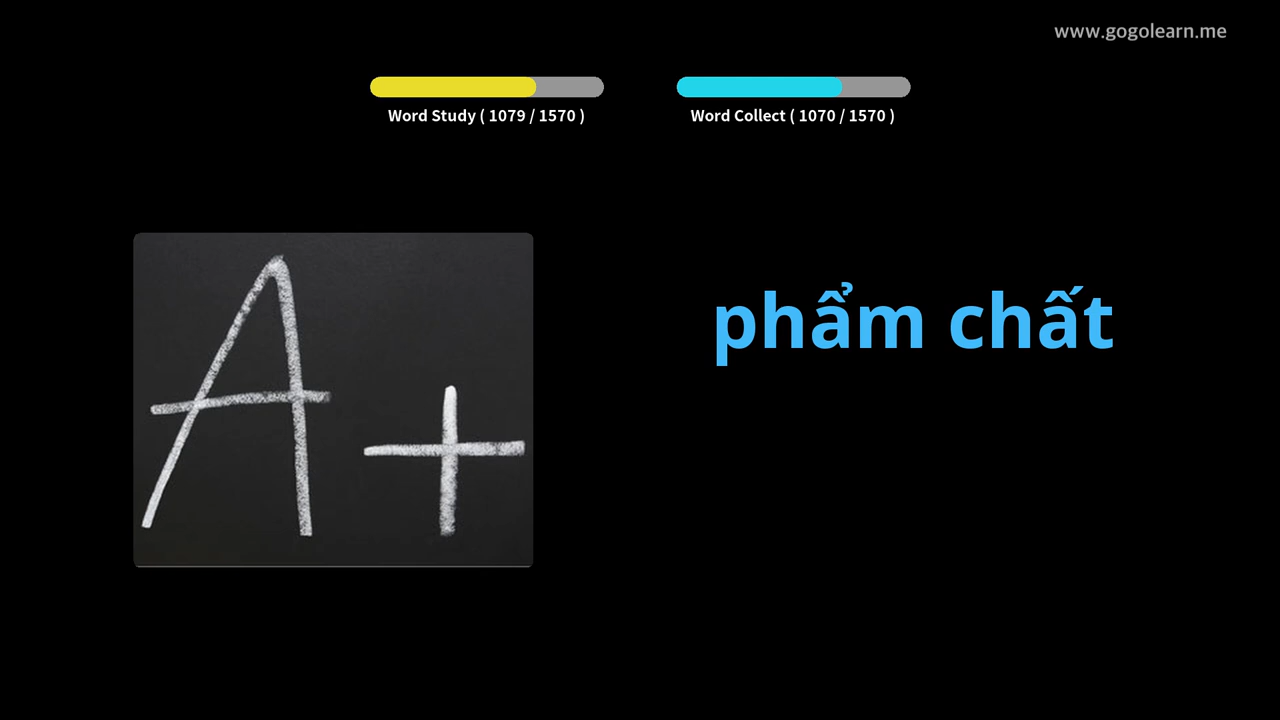 www.gogolearn.me
Word Study ( 1079 / 1570 )
Word Collect ( 1070 / 1570 )
A+
phẩm chất